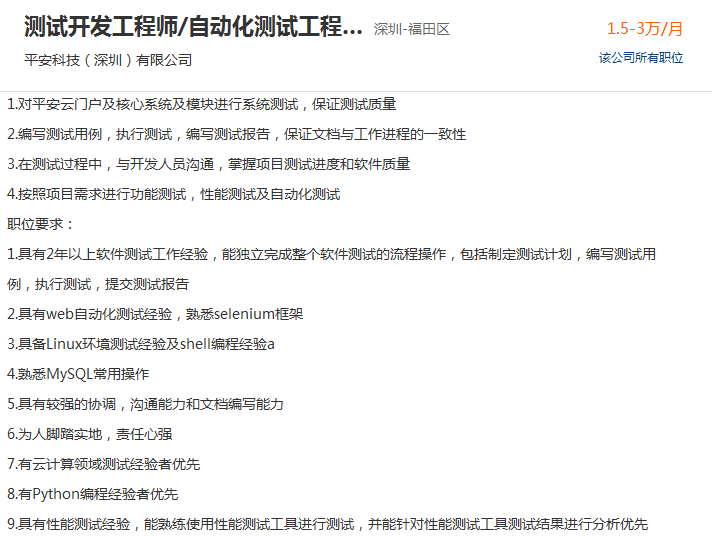 测试开发工程师/自动化测试工程... 深圳-福田区 1.5-3万/月
平安科技（深圳）有限公司 该公司所有职位
1.对平安云门户及核心系统及模块进行系统测试，保证测试质量
2.编写测试用例，执行测试，编写测试报告，保证文档与工作进程的一致性
3.在测试过程中，与开发人员沟通，掌握项目测试进度和软件质量
4.按照项目需求进行功能测试，性能测试及自动化测试
职位要求：
1.具有2年以上软件测试工作经验，能独立完成整个软件测试的流程操作，包括制定测试计划，编写测试用
例，执行测试，提交测试报告
2.具有web自动化测试经验，熟悉selenium框架
3.具备Linux环境测试经验及shell编程经验a
4.熟悉MySQL常用操作
5.具有较强的协调，沟通能力和文档编写能力
6.为人脚踏实地，责任心强
7.有云计算领域测试经验者优先
8.有Python编程经验者优先
9.具有性能测试经验，能熟练使用性能测试工具进行测试，并能针对性能测试工具测试结果进行分析优先